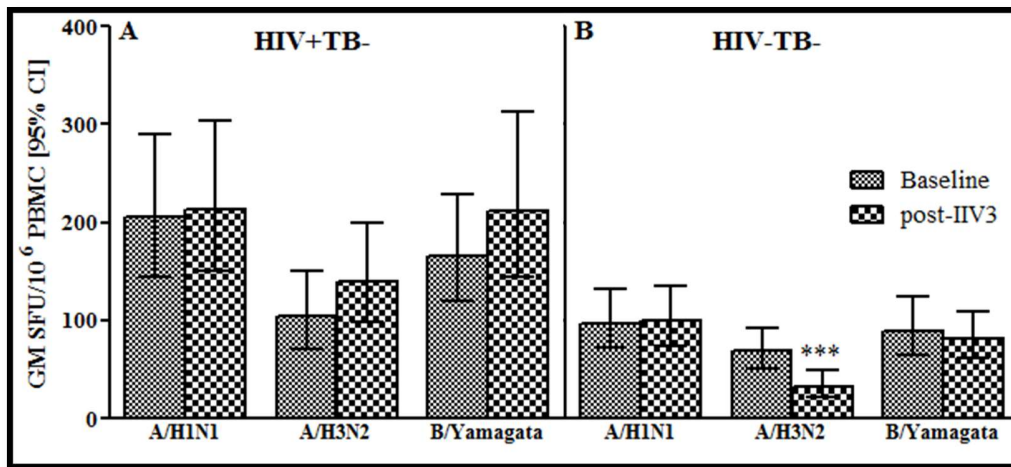 A HIV+TB- B HIV-TB-
GM SFU/10⁶ PBMC [95% CI]
400
300
200
100
0
Baseline
post-IIV3
***
A/H1N1 A/H3N2 B/Yamagata A/H1N1 A/H3N2 B/Yamagata